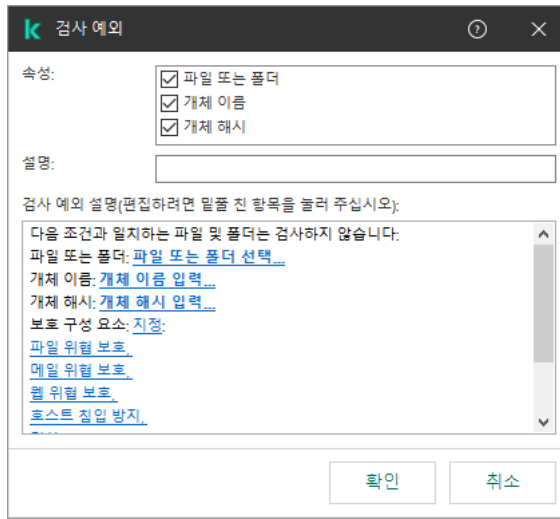 검사 예외
속성:
파일 또는 폴더
개체 이름
개체 해시
설명:
검사 예외 설명(편집하려면 밑줄 친 항목을 눌러 주십시오):
다음 조건과 일치하는 파일 및 폴더는 검사하지 않습니다:
파일 또는 폴더: 파일 또는 폴더 선택...
개체 이름: 개체 이름 입력...
개체 해시: 개체 해시 입력...
보호 구성 요소: 지정:
파일 위협 보호,
메일 위협 보호,
웹 위협 보호,
호스트 침입 방지,
확인
취소